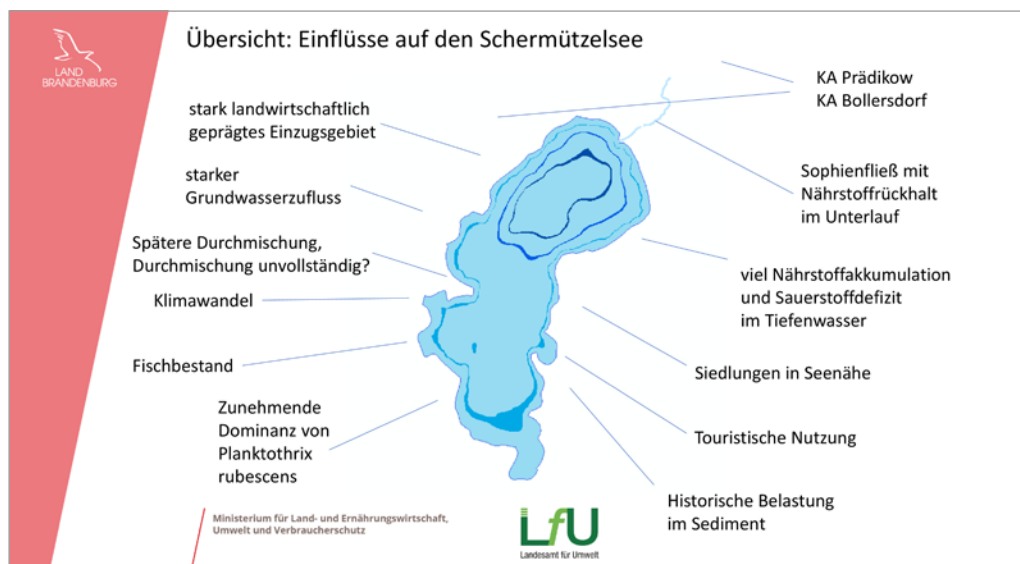 LAND
BRANDENBURG
Übersicht: Einflüsse auf den Schermützelsee
stark landwirtschaftlich
geprägtes Einzugsgebiet
starker
Grundwasserzufluss
Spätere Durchmischung,
Durchmischung unvollständig?
Klimawandel
Fischbestand
Zunehmende
Dominanz von
Planktothrix
rubescens
KA Prädikow
KA Bollersdorf
Sophienfließ mit
Nährstoffrückhalt
im Unterlauf
viel Nährstoffakkumulation
und Sauerstoffdefizit
im Tiefenwasser
Siedlungen in Seenähe
Touristische Nutzung
Historische Belastung
im Sediment
Ministerium für Land- und Ernährungswirtschaft,
Umwelt und Verbraucherschutz
LfU
Landesamt für Umwelt